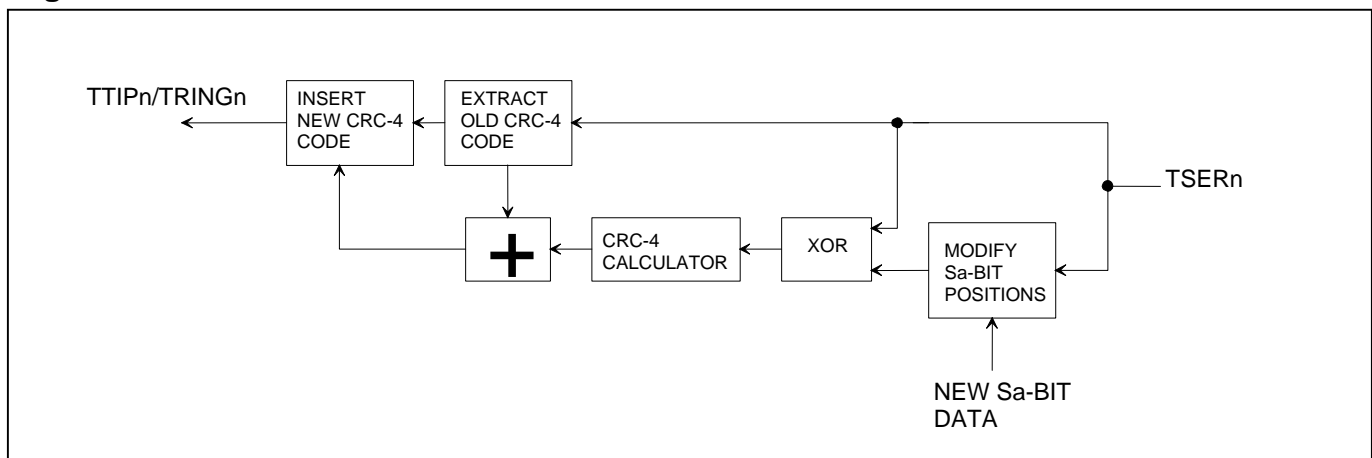 TTIPn/TRINGn
INSERT
NEW CRC-4
CODE
EXTRACT
OLD CRC-4
CODE
TSERn
+
CRC-4
CALCULATOR
XOR
MODIFY
Sa-BIT
POSITIONS
NEW Sa-BIT
DATA